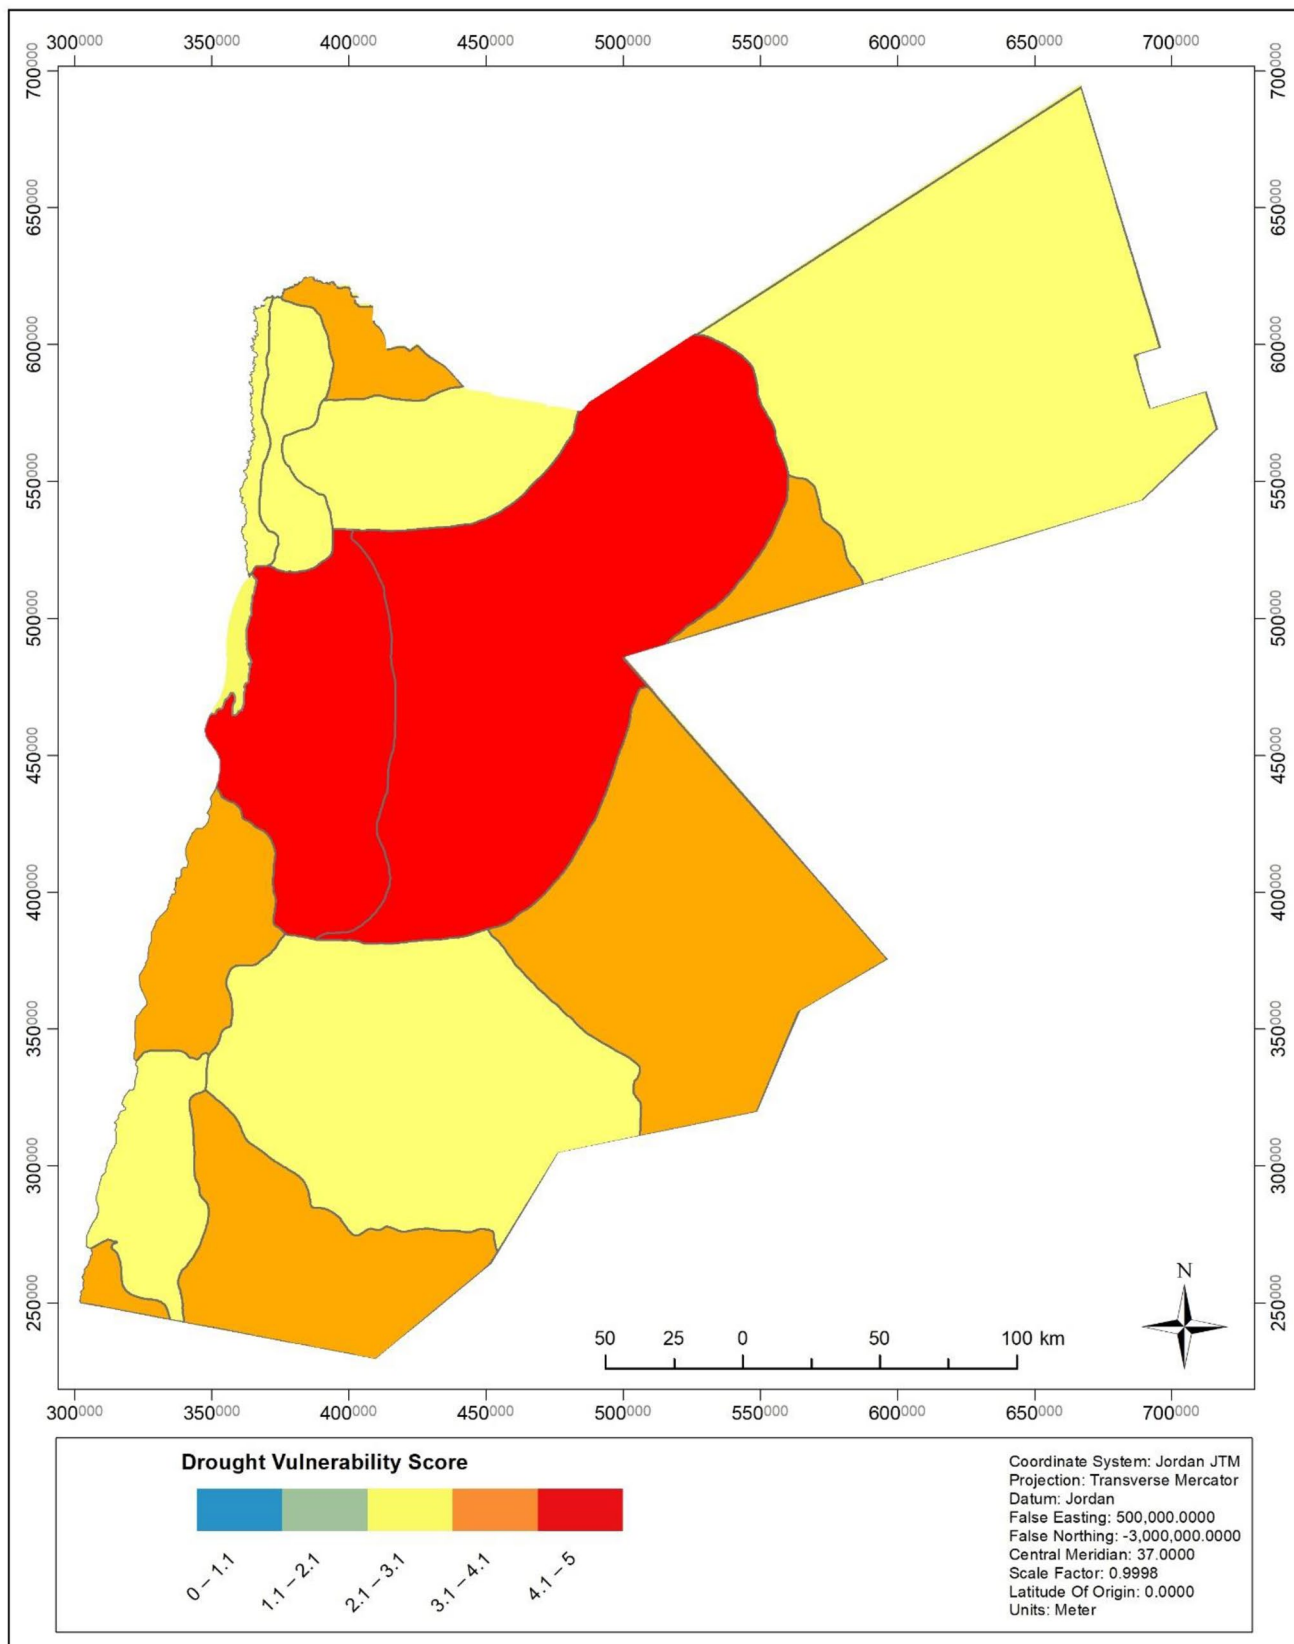 300000 350000 400000 450000 500000 550000 600000 650000 700000
700000 700000
650000 650000
600000 600000
550000 550000
500000 500000
450000 450000
400000 400000
350000 350000
300000 300000
250000 250000
N
50 25 0 50 100 km
300000 350000 400000 450000 500000 550000 600000 650000 700000
Drought Vulnerability Score
0 – 1.1 1.1 – 2.1 2.1 – 3.1 3.1 – 4.1 4.1 – 5
Coordinate System: Jordan JTM
Projection: Transverse Mercator
Datum: Jordan
False Easting: 500,000.0000
False Northing: -3,000,000.0000
Central Meridian: 37.0000
Scale Factor: 0.9998
Latitude Of Origin: 0.0000
Units: Meter